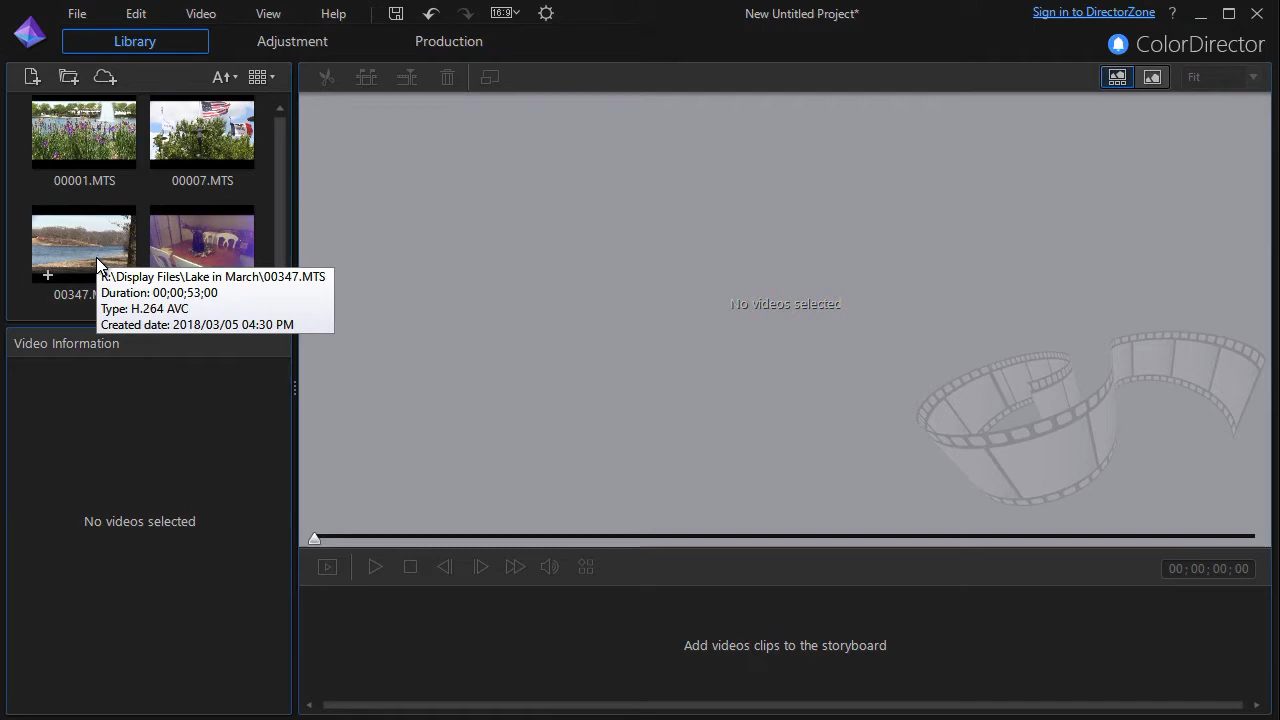 File Edit Video View Help 16:9 New Untitled Project* Sign in to DirectorZone ?
Library Adjustment Production ColorDirector
A Fit
00001.MTS 00007.MTS
No videos selected
R:\Display Files\Lake in March\00347.MTS
00347.M
Duration: 00;00;53;00
Type: H.264 AVC
Created date: 2018/03/05 04:30 PM
Video Information
No videos selected
00;00;00;00
Add videos clips to the storyboard